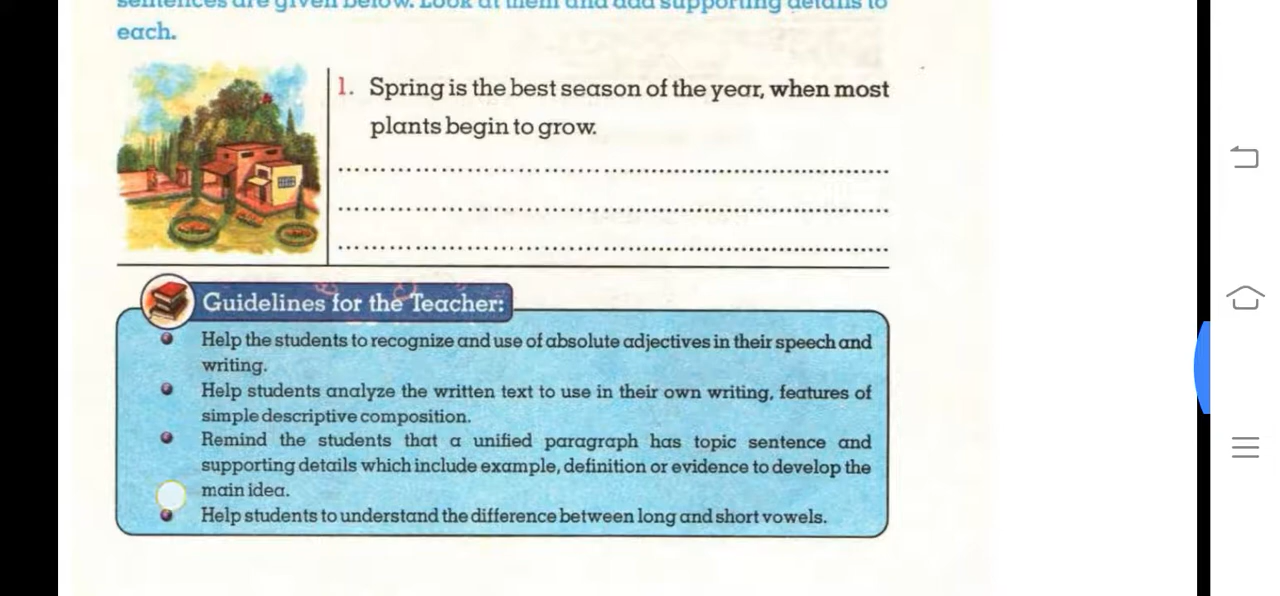 sentences are given below. Look at them and add supporting details to
each.
1. Spring is the best season of the year, when most
plants begin to grow.
Guidelines for the Teacher:
Help the students to recognize and use of absolute adjectives in their speech and
writing.
Help students analyze the written text to use in their own writing, features of
simple descriptive composition.
Remind the students that a unified paragraph has topic sentence and
supporting details which include example, definition or evidence to develop the
main idea.
Help students to understand the difference between long and short vowels.